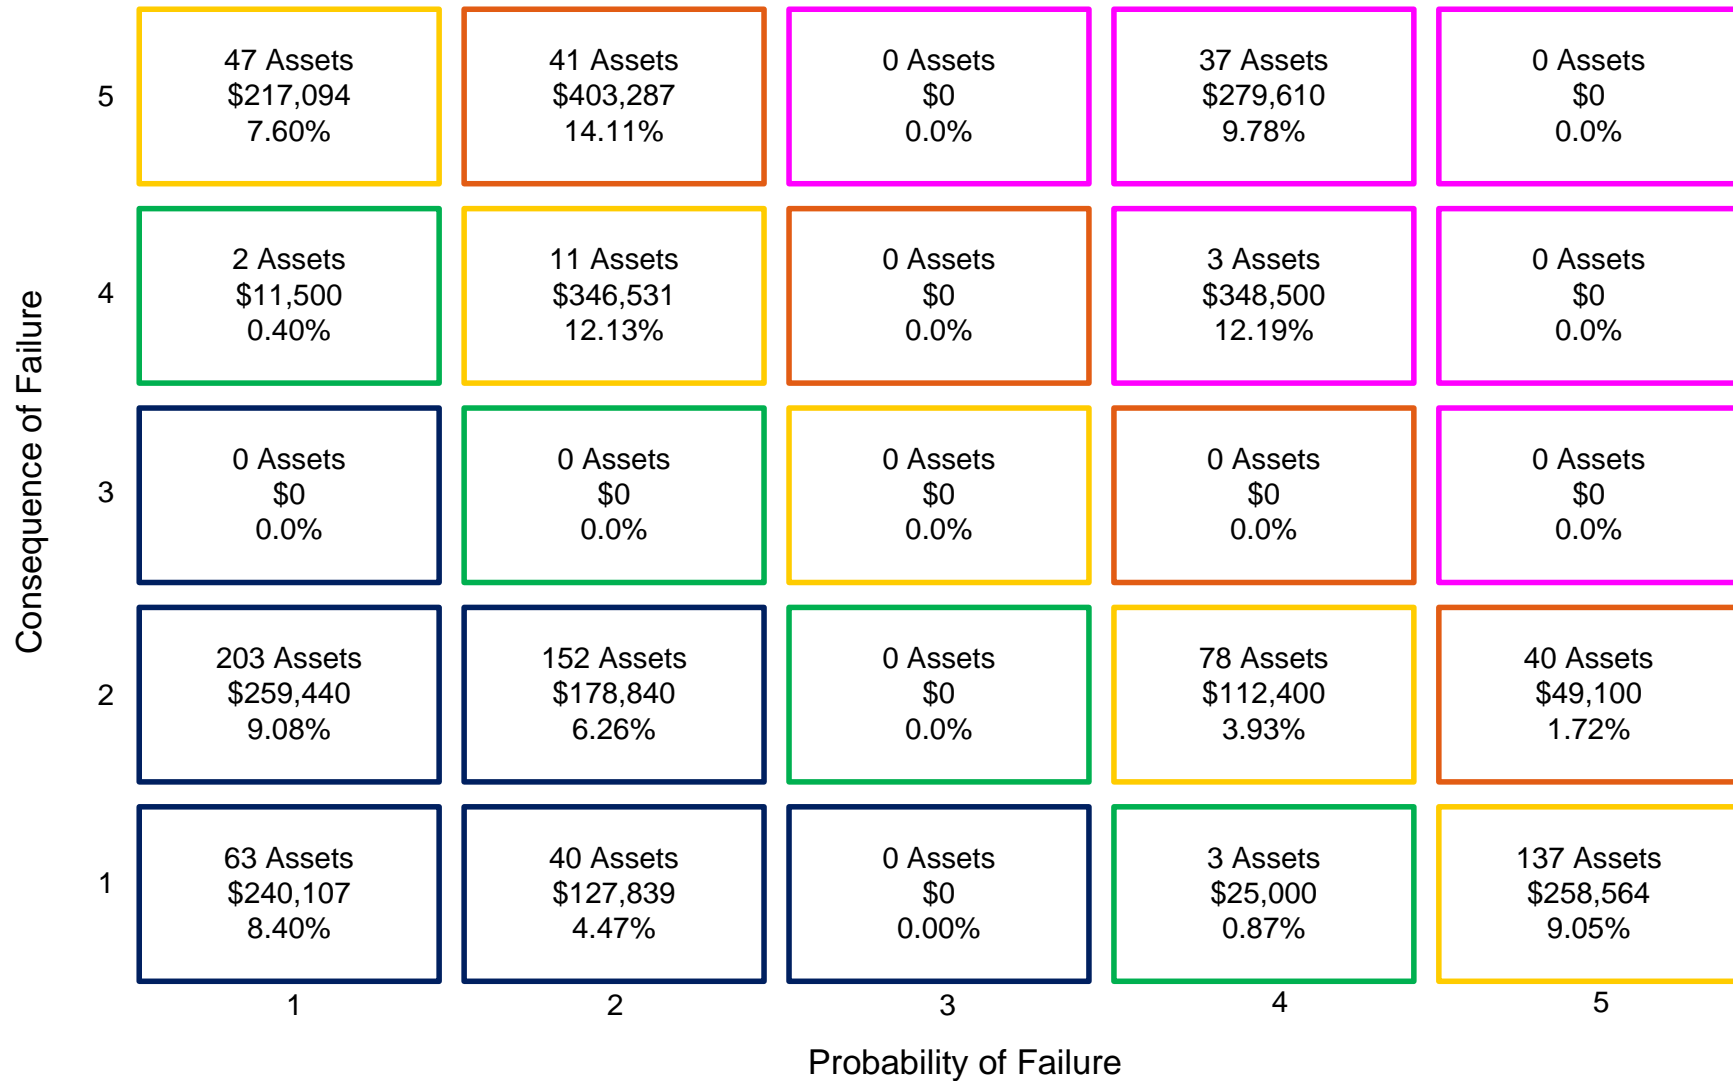 Consequence of Failure
5
47 Assets
$217,094
7.60%
41 Assets
$403,287
14.11%
0 Assets
$0
0.0%
37 Assets
$279,610
9.78%
0 Assets
$0
0.0%
4
2 Assets
$11,500
0.40%
11 Assets
$346,531
12.13%
0 Assets
$0
0.0%
3 Assets
$348,500
12.19%
0 Assets
$0
0.0%
3
0 Assets
$0
0.0%
0 Assets
$0
0.0%
0 Assets
$0
0.0%
0 Assets
$0
0.0%
0 Assets
$0
0.0%
2
203 Assets
$259,440
9.08%
152 Assets
$178,840
6.26%
0 Assets
$0
0.0%
78 Assets
$112,400
3.93%
40 Assets
$49,100
1.72%
1
63 Assets
$240,107
8.40%
40 Assets
$127,839
4.47%
0 Assets
$0
0.00%
3 Assets
$25,000
0.87%
137 Assets
$258,564
9.05%
1
2
3
4
5
Probability of Failure